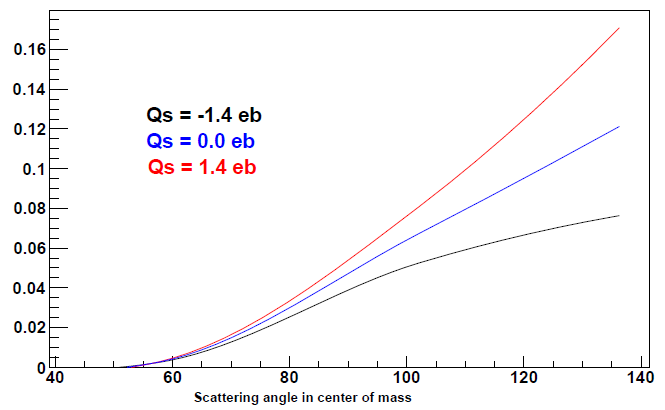 0.16
0.14
0.12
0.1
0.08
0.06
0.04
0.02
0
Qs = -1.4 eb
Qs = 0.0 eb
Qs = 1.4 eb
40 60 80 100 120 140
Scattering angle in center of mass